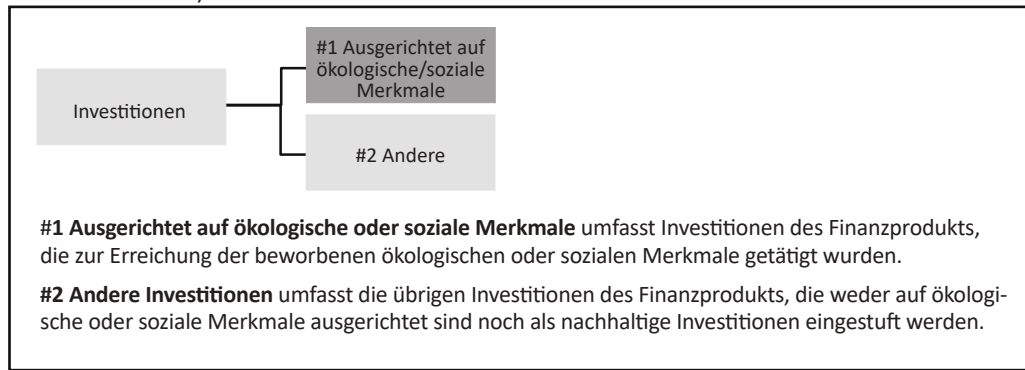 #1 Ausgerichtet auf
ökologische/soziale
Merkmale
Investitionen
#2 Andere
#1 Ausgerichtet auf ökologische oder soziale Merkmale umfasst Investitionen des Finanzprodukts,
die zur Erreichung der beworbenen ökologischen oder sozialen Merkmale getätigt wurden.
#2 Andere Investitionen umfasst die übrigen Investitionen des Finanzprodukts, die weder auf ökologi-
sche oder soziale Merkmale ausgerichtet sind noch als nachhaltige Investitionen eingestuft werden.